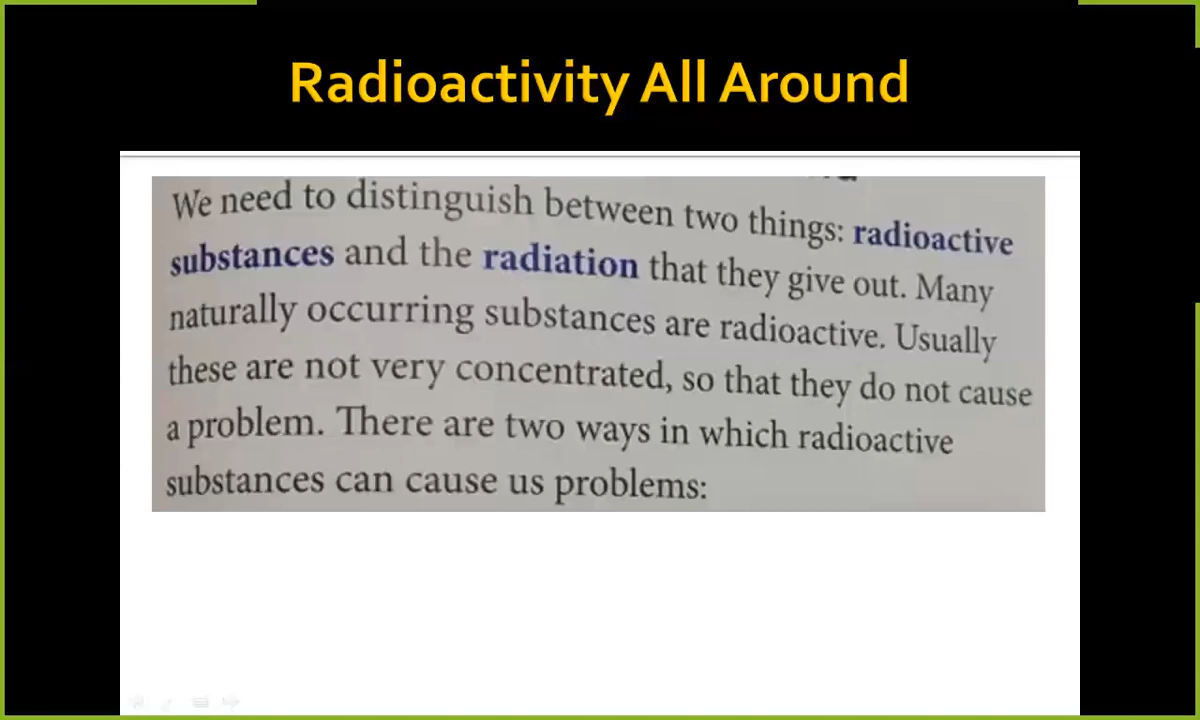 Radioactivity All Around
We need to distinguish between two things: radioactive
substances and the radiation that they give out. Many
naturally occurring substances are radioactive. Usually
these are not very concentrated, so that they do not cause
a problem. There are two ways in which radioactive
substances can cause us problems: